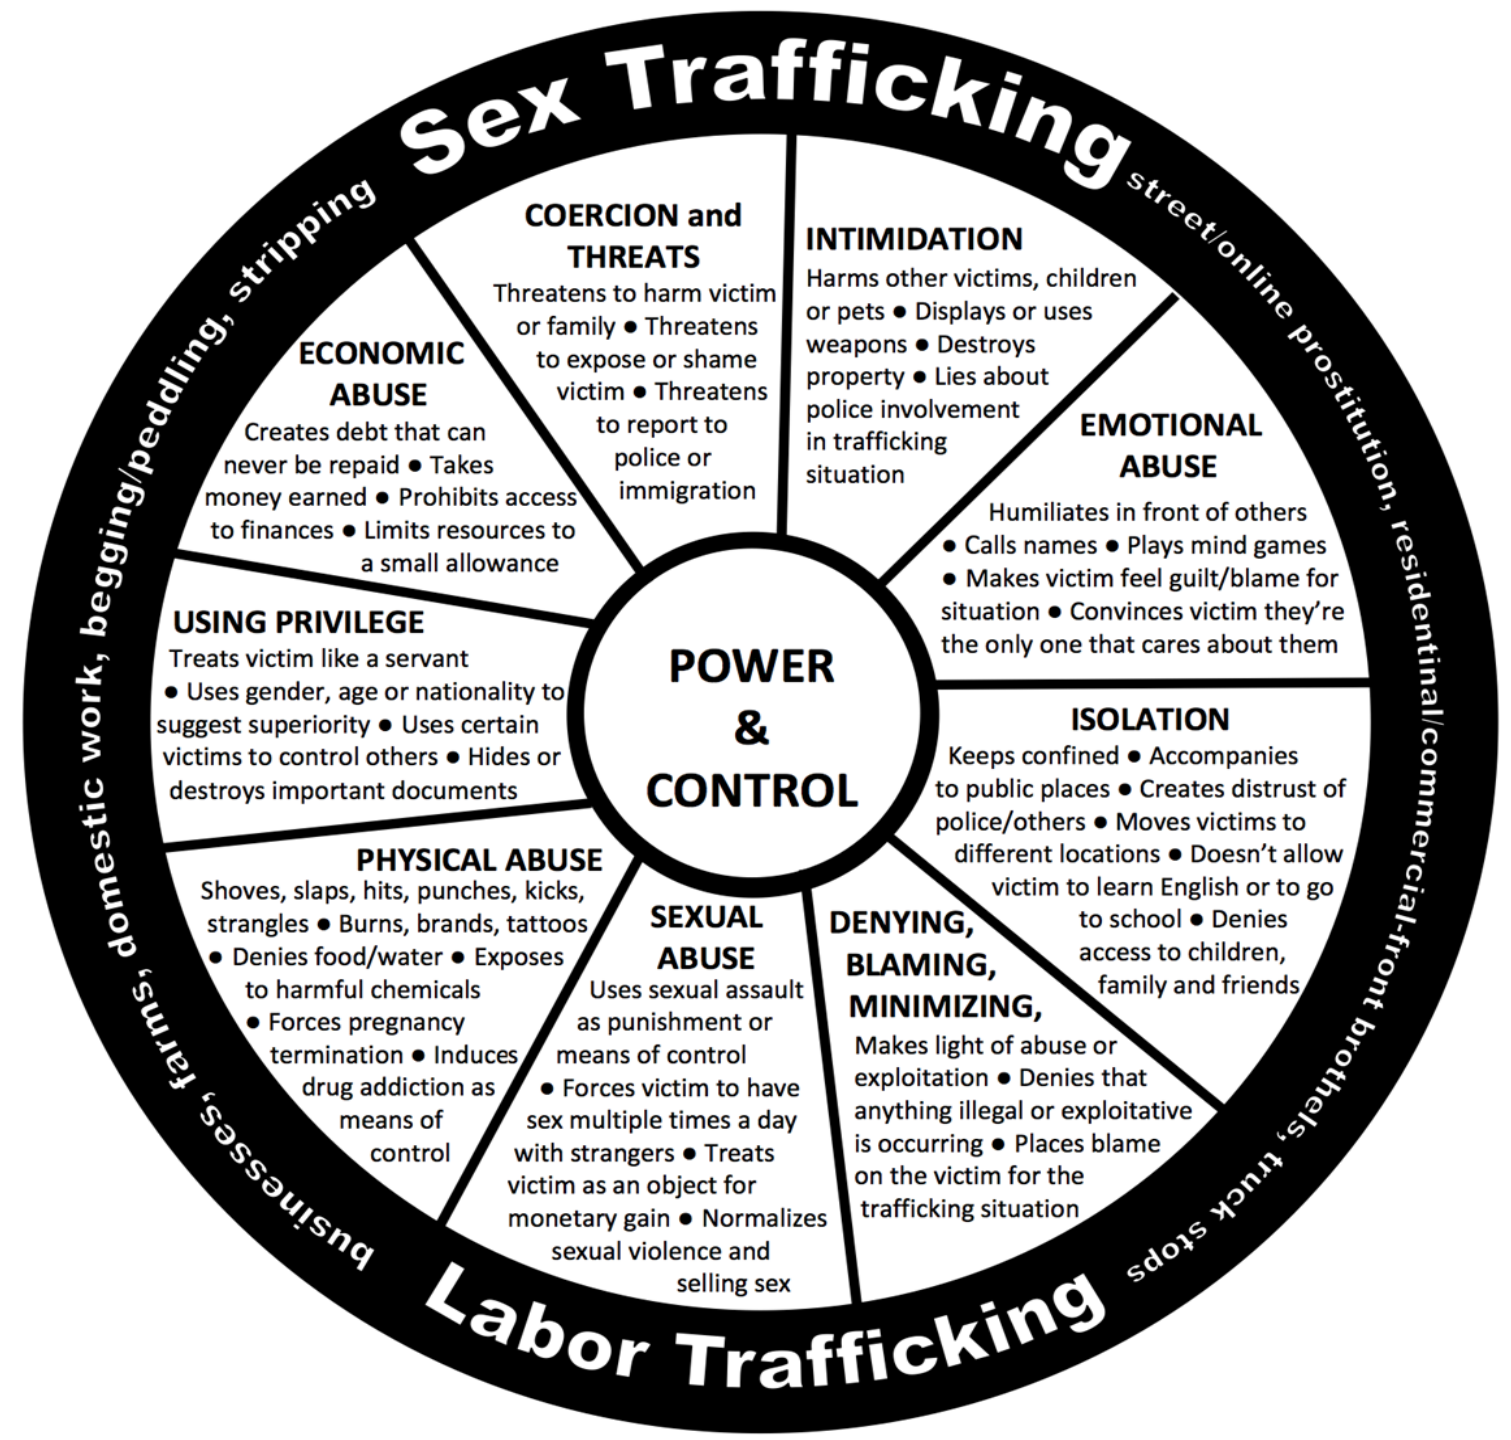 Sex Trafficking
street/online prostitution, residentinal/commercial-front brothels, truck stops
Labor Trafficking
businesses, farms, domestic work, begging/peddling, stripping
POWER
&
CONTROL
COERCION and
THREATS
Threatens to harm victim
or family ● Threatens
to expose or shame
victim ● Threatens
to report to
police or
immigration
INTIMIDATION
Harms other victims, children
or pets ● Displays or uses
weapons ● Destroys
property ● Lies about
police involvement
in trafficking
situation
EMOTIONAL
ABUSE
Humiliates in front of others
● Calls names ● Plays mind games
● Makes victim feel guilt/blame for
situation ● Convinces victim they’re
the only one that cares about them
ISOLATION
Keeps confined ● Accompanies
to public places ● Creates distrust of
police/others ● Moves victims to
different locations ● Doesn’t allow
victim to learn English or to go
to school ● Denies
access to children,
family and friends
DENYING,
BLAMING,
MINIMIZING,
Makes light of abuse or
exploitation ● Denies that
anything illegal or exploitative
is occurring ● Places blame
on the victim for the
trafficking situation
SEXUAL
ABUSE
Uses sexual assault
as punishment or
means of control
● Forces victim to have
sex multiple times a day
with strangers ● Treats
victim as an object for
monetary gain ● Normalizes
sexual violence and
selling sex
PHYSICAL ABUSE
Shoves, slaps, hits, punches, kicks,
strangles ● Burns, brands, tattoos
● Denies food/water ● Exposes
to harmful chemicals
● Forces pregnancy
termination ● Induces
drug addiction as
means of
control
USING PRIVILEGE
Treats victim like a servant
● Uses gender, age or nationality to
suggest superiority ● Uses certain
victims to control others ● Hides or
destroys important documents
ECONOMIC
ABUSE
Creates debt that can
never be repaid ● Takes
money earned ● Prohibits access
to finances ● Limits resources to
a small allowance